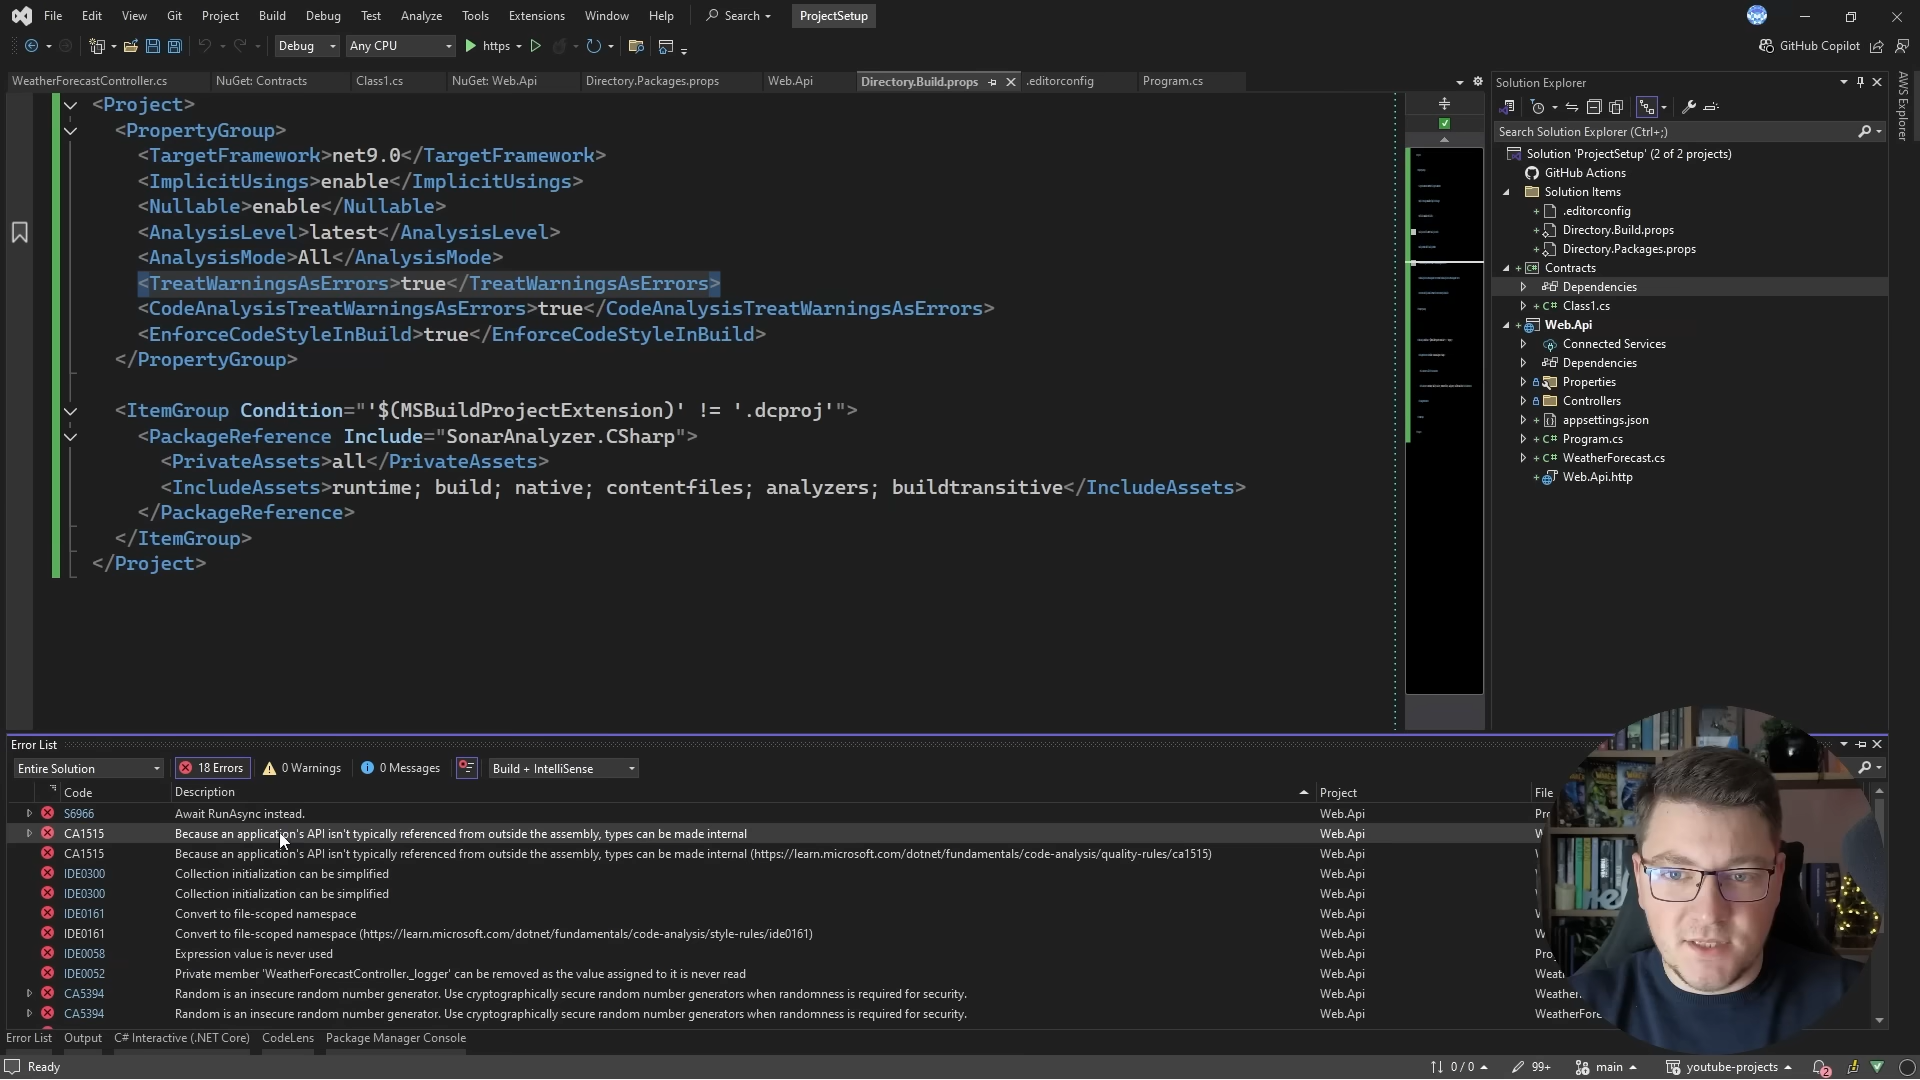 File Edit View Git Project Build Debug Test Analyze Tools Extensions Window Help Search ProjectSetup
Debug Any CPU https GitHub Copilot
WeatherForecastController.cs NuGet: Contracts Class1.cs NuGet: Web.Api Directory.Packages.props Web.Api Directory.Build.props .editorconfig Program.cs
<Project>
<PropertyGroup>
<TargetFramework>net9.0</TargetFramework>
<ImplicitUsings>enable</ImplicitUsings>
<Nullable>enable</Nullable>
<AnalysisLevel>latest</AnalysisLevel>
<AnalysisMode>All</AnalysisMode>
<TreatWarningsAsErrors>true</TreatWarningsAsErrors>
<CodeAnalysisTreatWarningsAsErrors>true</CodeAnalysisTreatWarningsAsErrors>
<EnforceCodeStyleInBuild>true</EnforceCodeStyleInBuild>
</PropertyGroup>
<ItemGroup Condition="'$(MSBuildProjectExtension)' != '.dcproj'">
<PackageReference Include="SonarAnalyzer.CSharp">
<PrivateAssets>all</PrivateAssets>
<IncludeAssets>runtime; build; native; contentfiles; analyzers; buildtransitive</IncludeAssets>
</PackageReference>
</ItemGroup>
</Project>
Solution Explorer
Search Solution Explorer (Ctrl+;)
Solution 'ProjectSetup' (2 of 2 projects)
GitHub Actions
Solution Items
.editorconfig
Directory.Build.props
Directory.Packages.props
Contracts
Dependencies
Class1.cs
Web.Api
Connected Services
Dependencies
Properties
Controllers
appsettings.json
Program.cs
WeatherForecast.cs
Web.Api.http
AWS Explorer
Error List
Entire Solution 18 Errors 0 Warnings 0 Messages Build + IntelliSense
Code Description Project File
S6966 Await RunAsync instead. Web.Api
CA1515 Because an application's API isn't typically referenced from outside the assembly, types can be made internal Web.Api
CA1515 Because an application's API isn't typically referenced from outside the assembly, types can be made internal (https://learn.microsoft.com/dotnet/fundamentals/code-analysis/quality-rules/ca1515) Web.Api
IDE0300 Collection initialization can be simplified Web.Api
IDE0300 Collection initialization can be simplified Web.Api
IDE0161 Convert to file-scoped namespace Web.Api
IDE0161 Convert to file-scoped namespace (https://learn.microsoft.com/dotnet/fundamentals/code-analysis/style-rules/ide0161) Web.Api
IDE0058 Expression value is never used Web.Api
IDE0052 Private member 'WeatherForecastController._logger' can be removed as the value assigned to it is never read Web.Api
CA5394 Random is an insecure random number generator. Use cryptographically secure random number generators when randomness is required for security. Web.Api
CA5394 Random is an insecure random number generator. Use cryptographically secure random number generators when randomness is required for security. Web.Api
Error List Output C# Interactive (.NET Core) CodeLens Package Manager Console
Ready 0 / 0 99+ main youtube-projects 2